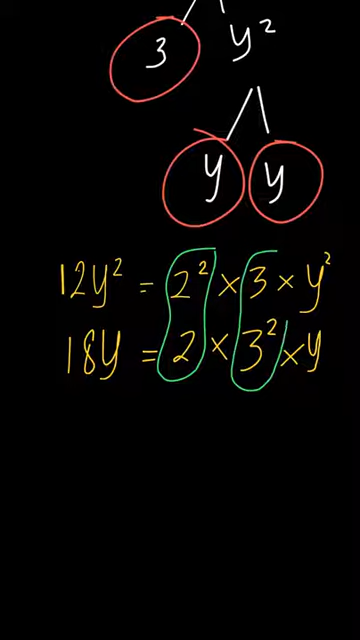 3 y²
y y
12y² = 2² × 3 × y²
18y = 2 × 3² × y